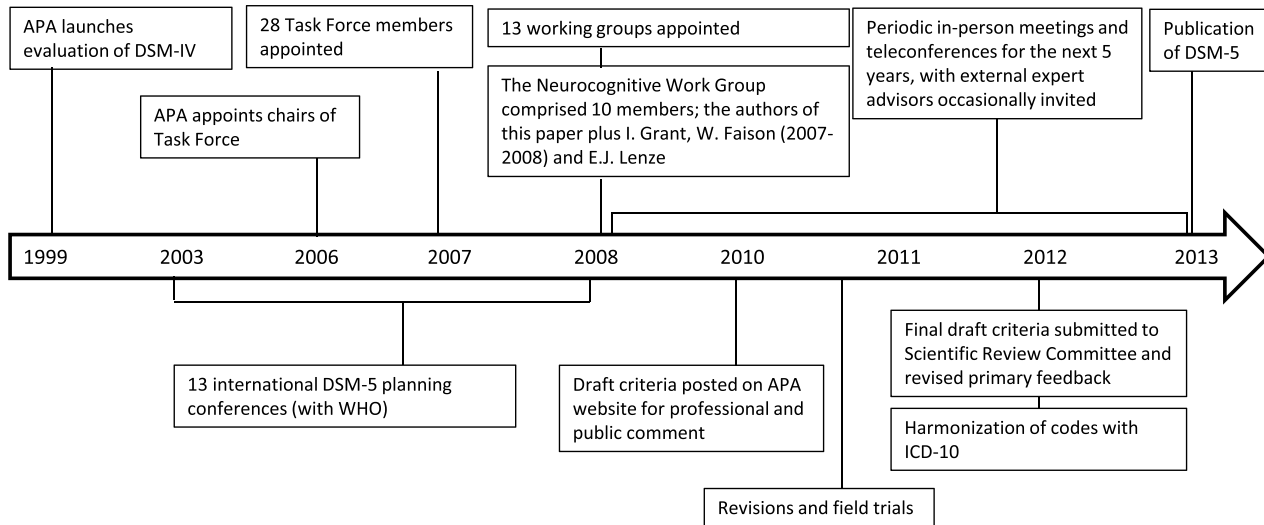 APA launches
evaluation of DSM-IV
28 Task Force members
appointed
13 working groups appointed
Periodic in-person meetings and
teleconferences for the next 5
years, with external expert
advisors occasionally invited
Publication
of DSM-5
APA appoints chairs of
Task Force
The Neurocognitive Work Group
comprised 10 members; the authors of
this paper plus I. Grant, W. Faison (2007-
2008) and E.J. Lenze
1999 2003 2006 2007 2008 2010 2011 2012 2013
13 international DSM-5 planning
conferences (with WHO)
Draft criteria posted on APA
website for professional and
public comment
Final draft criteria submitted to
Scientific Review Committee and
revised primary feedback
Harmonization of codes with
ICD-10
Revisions and field trials